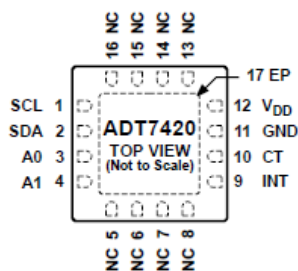 16 NC
15 NC
14 NC
13 NC
17 EP
SCL 1
SDA 2
A0 3
A1 4
ADT7420
TOP VIEW
(Not to Scale)
12 VDD
11 GND
10 CT
9 INT
NC 5
NC 6
NC 7
NC 8